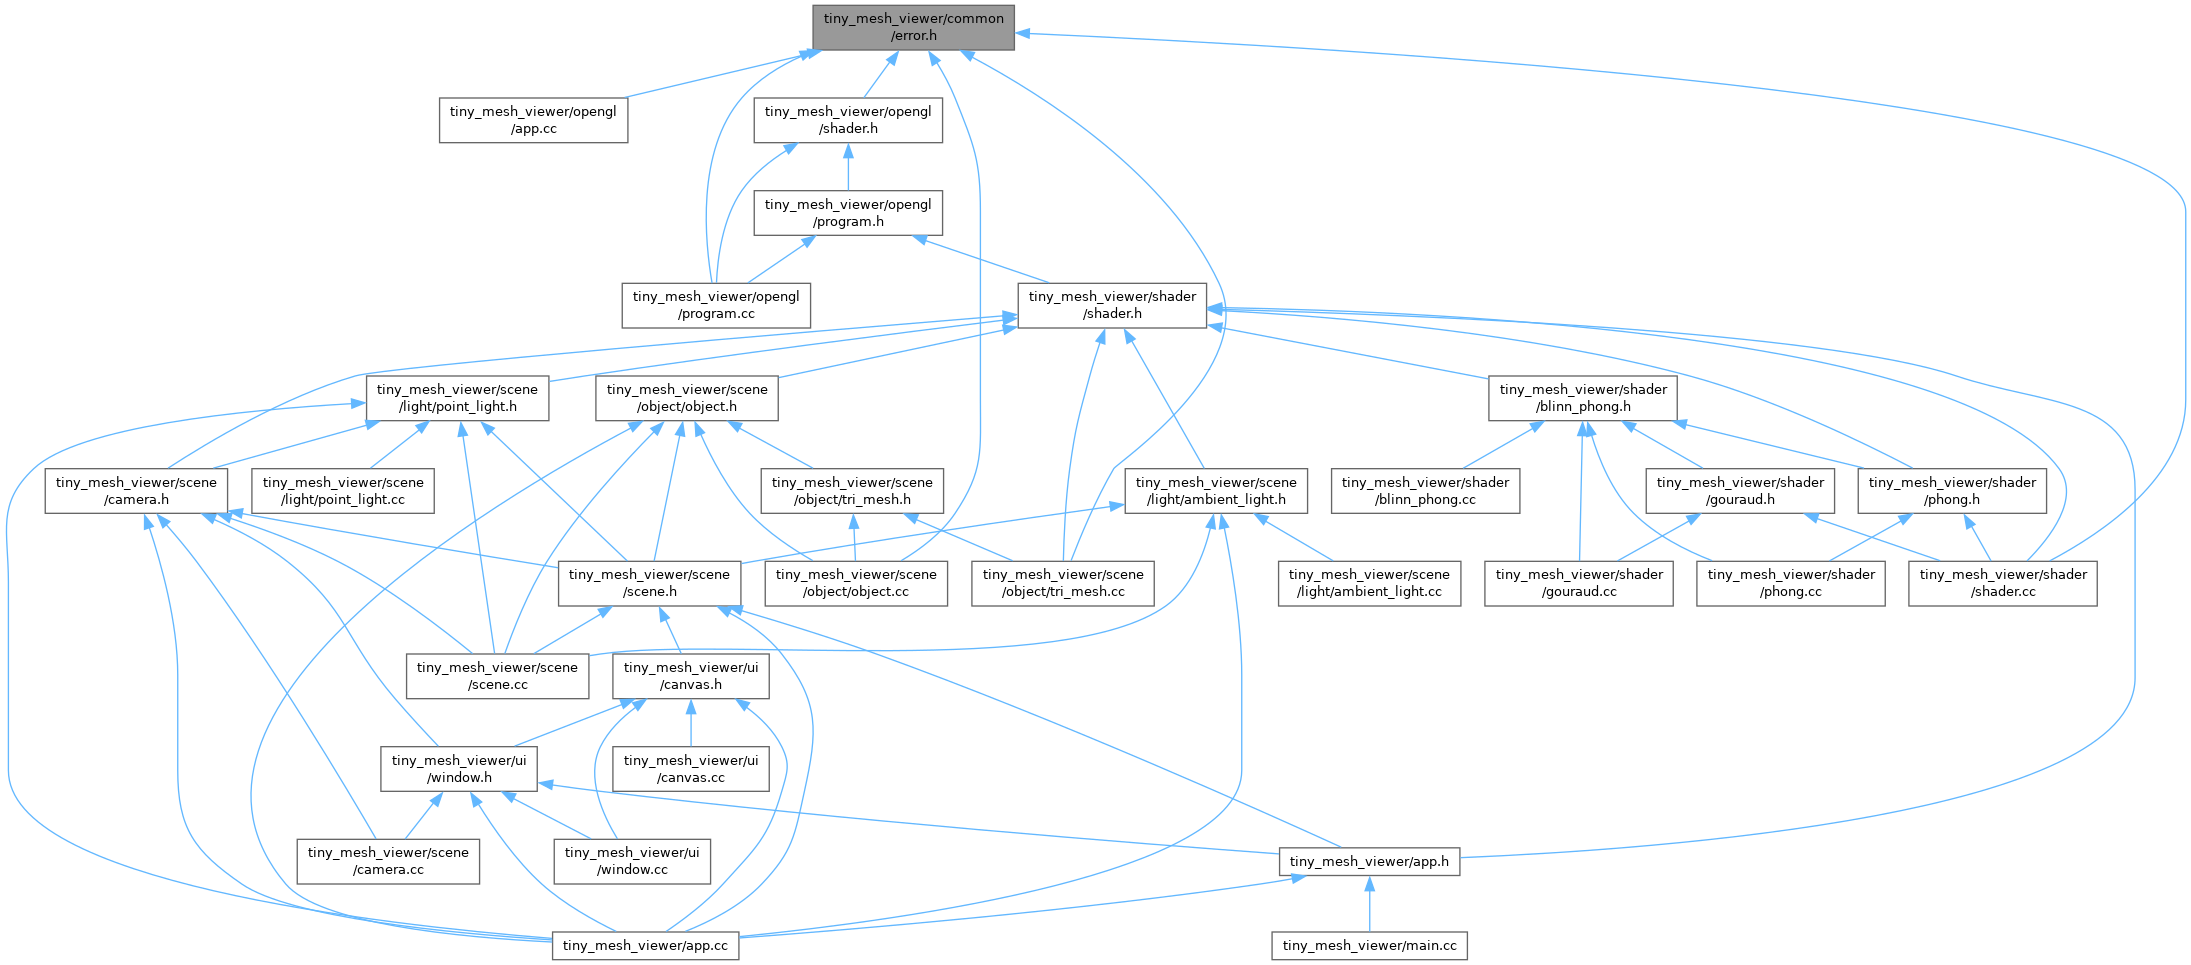 tiny_mesh_viewer/common
/error.h
tiny_mesh_viewer/opengl
/app.cc
tiny_mesh_viewer/opengl
/shader.h
tiny_mesh_viewer/opengl
/program.h
tiny_mesh_viewer/opengl
/program.cc
tiny_mesh_viewer/shader
/shader.h
tiny_mesh_viewer/scene
/light/point_light.h
tiny_mesh_viewer/scene
/object/object.h
tiny_mesh_viewer/shader
/blinn_phong.h
tiny_mesh_viewer/scene
/camera.h
tiny_mesh_viewer/scene
/light/point_light.cc
tiny_mesh_viewer/scene
/object/tri_mesh.h
tiny_mesh_viewer/scene
/light/ambient_light.h
tiny_mesh_viewer/shader
/blinn_phong.cc
tiny_mesh_viewer/shader
/gouraud.h
tiny_mesh_viewer/shader
/phong.h
tiny_mesh_viewer/scene
/scene.h
tiny_mesh_viewer/scene
/object/object.cc
tiny_mesh_viewer/scene
/object/tri_mesh.cc
tiny_mesh_viewer/scene
/light/ambient_light.cc
tiny_mesh_viewer/shader
/gouraud.cc
tiny_mesh_viewer/shader
/phong.cc
tiny_mesh_viewer/shader
/shader.cc
tiny_mesh_viewer/scene
/scene.cc
tiny_mesh_viewer/ui
/canvas.h
tiny_mesh_viewer/ui
/window.h
tiny_mesh_viewer/ui
/canvas.cc
tiny_mesh_viewer/scene
/camera.cc
tiny_mesh_viewer/ui
/window.cc
tiny_mesh_viewer/app.h
tiny_mesh_viewer/app.cc
tiny_mesh_viewer/main.cc